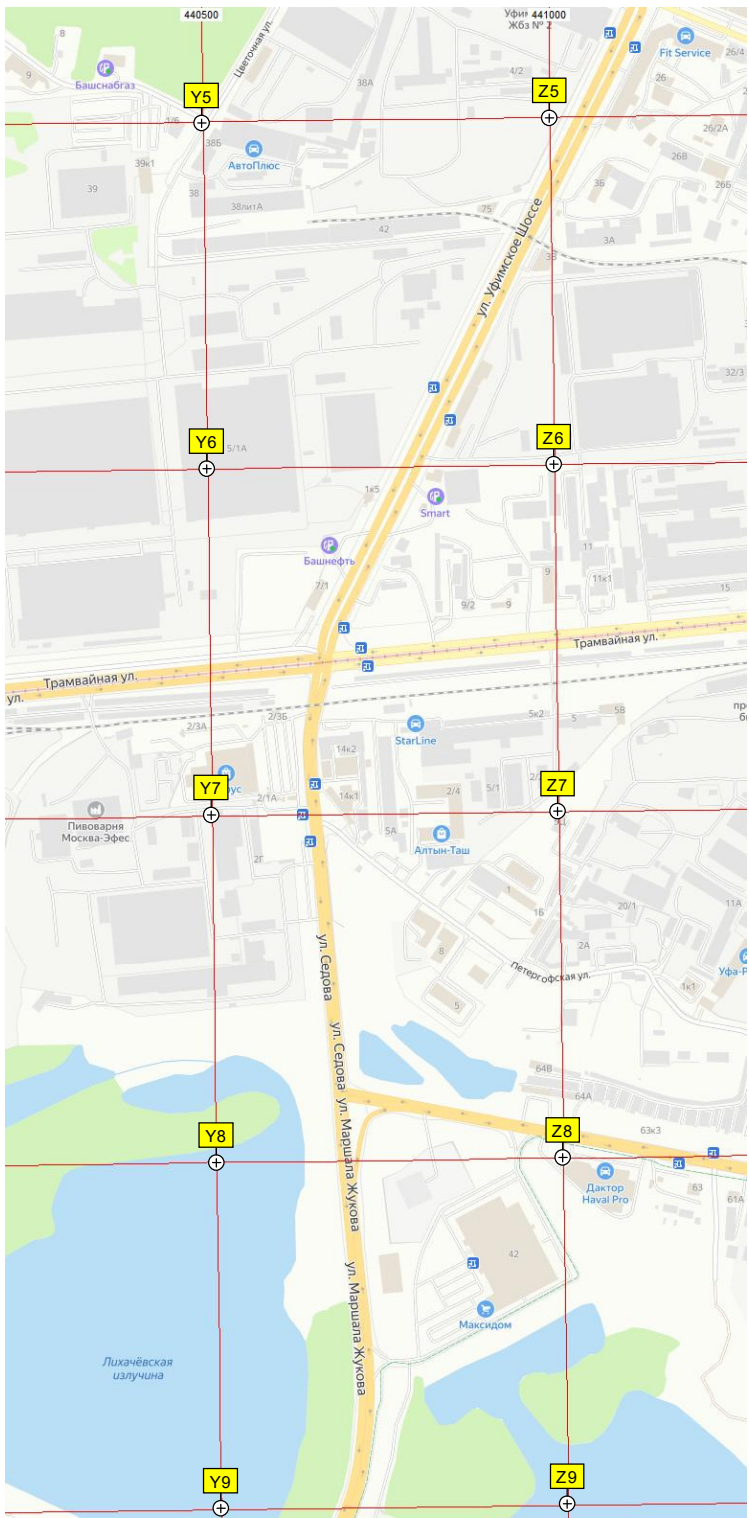 440500
441000
Жбз № 2
Fit Service
8
9
Башснабгаз
Цветочная ул.
38А
4/2
26
26/4
Y5
Z5
1/6
38Б
АвтоПлюс
39к1
39
38
38литА
42
75
3Б
26В
26Б
26/2А
3А
3В
ул. Уфимское Шоссе
32/3
Y6
Z6
5/1А
1к5
Smart
Башнефть
7/1
9/2
9
9
11
11к1
15
Трамвайная ул.
Трамвайная ул.
ул.
2/3А
2/3Б
14к2
StarLine
5к2
5
5В
Y7
Z7
2/1А
14к1
2/4
5/1
Пивоварня
Москва-Эфес
2Г
5А
Алтын-Таш
1
1Б
20/1
11А
8
2А
5
Петергофская ул.
1к1
ул. Седова
ул. Седова
64В
64А
63к3
Y8
Z8
ул. Маршала Жукова
Дактор
Haval Pro
63
61А
42
Максидом
ул. Маршала Жукова
Лихачёвская
излучина
Y9
Z9